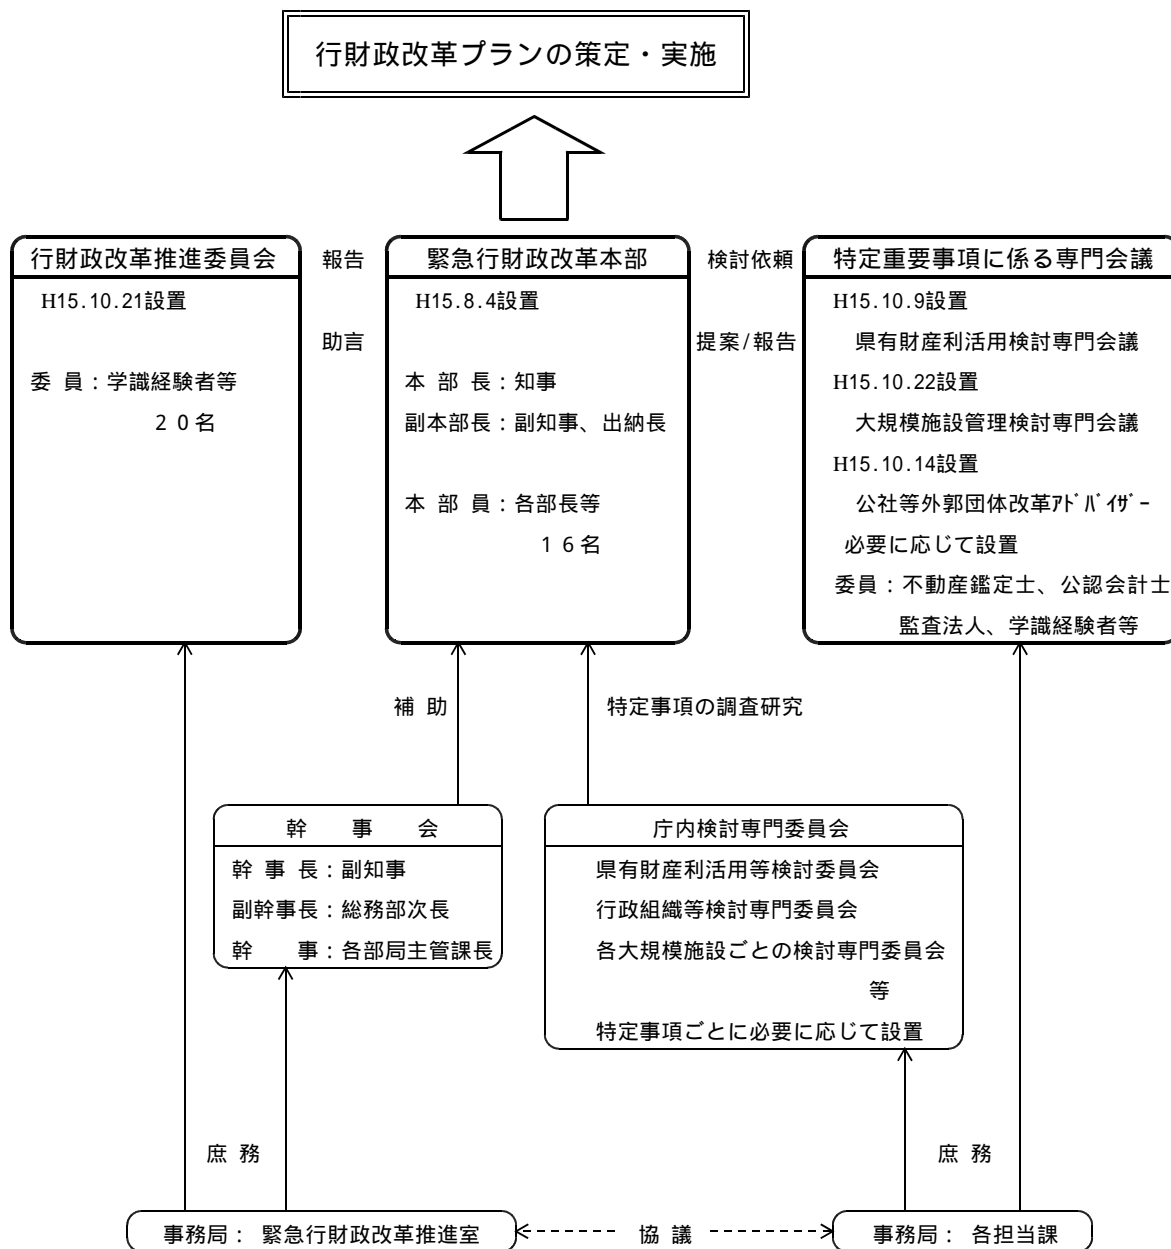 行財政改革プランの策定・実施
行財政改革推進委員会
H15.10.21設置
委 員：学識経験者等
２０名
報告
助言
緊急行財政改革本部
H15.8.4設置
本 部 長：知事
副本部長：副知事、出納長
本 部 員：各部長等
１６名
検討依頼
提案/報告
特定重要事項に係る専門会議
H15.10.9設置
県有財産利活用検討専門会議
H15.10.22設置
大規模施設管理検討専門会議
H15.10.14設置
公社等外郭団体改革ｱﾄﾞﾊﾞｲｻﾞｰ
必要に応じて設置
委員：不動産鑑定士、公認会計士
監査法人、学識経験者等
補 助
特定事項の調査研究
幹　事　会
幹 事 長：副知事
副幹事長：総務部次長
幹　　事：各部局主管課長
庁内検討専門委員会
県有財産利活用等検討委員会
行政組織等検討専門委員会
各大規模施設ごとの検討専門委員会
等
特定事項ごとに必要に応じて設置
庶 務
庶 務
事務局： 緊急行財政改革推進室
協 議
事務局： 各担当課